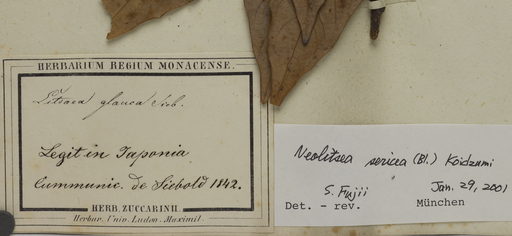 HERBARIUM REGIUM MONACENSE.
Litsaea glauca Sieb.
Legit in Japonia
Communic. de Siebold 1842.
HERB. ZUCCARINII
Herbar. Univ. Ludov. Maximil.
Neolitsea sericea (Bl.) Koidzumi
S. Fujii Jan. 29, 2001
Det. - rev. München